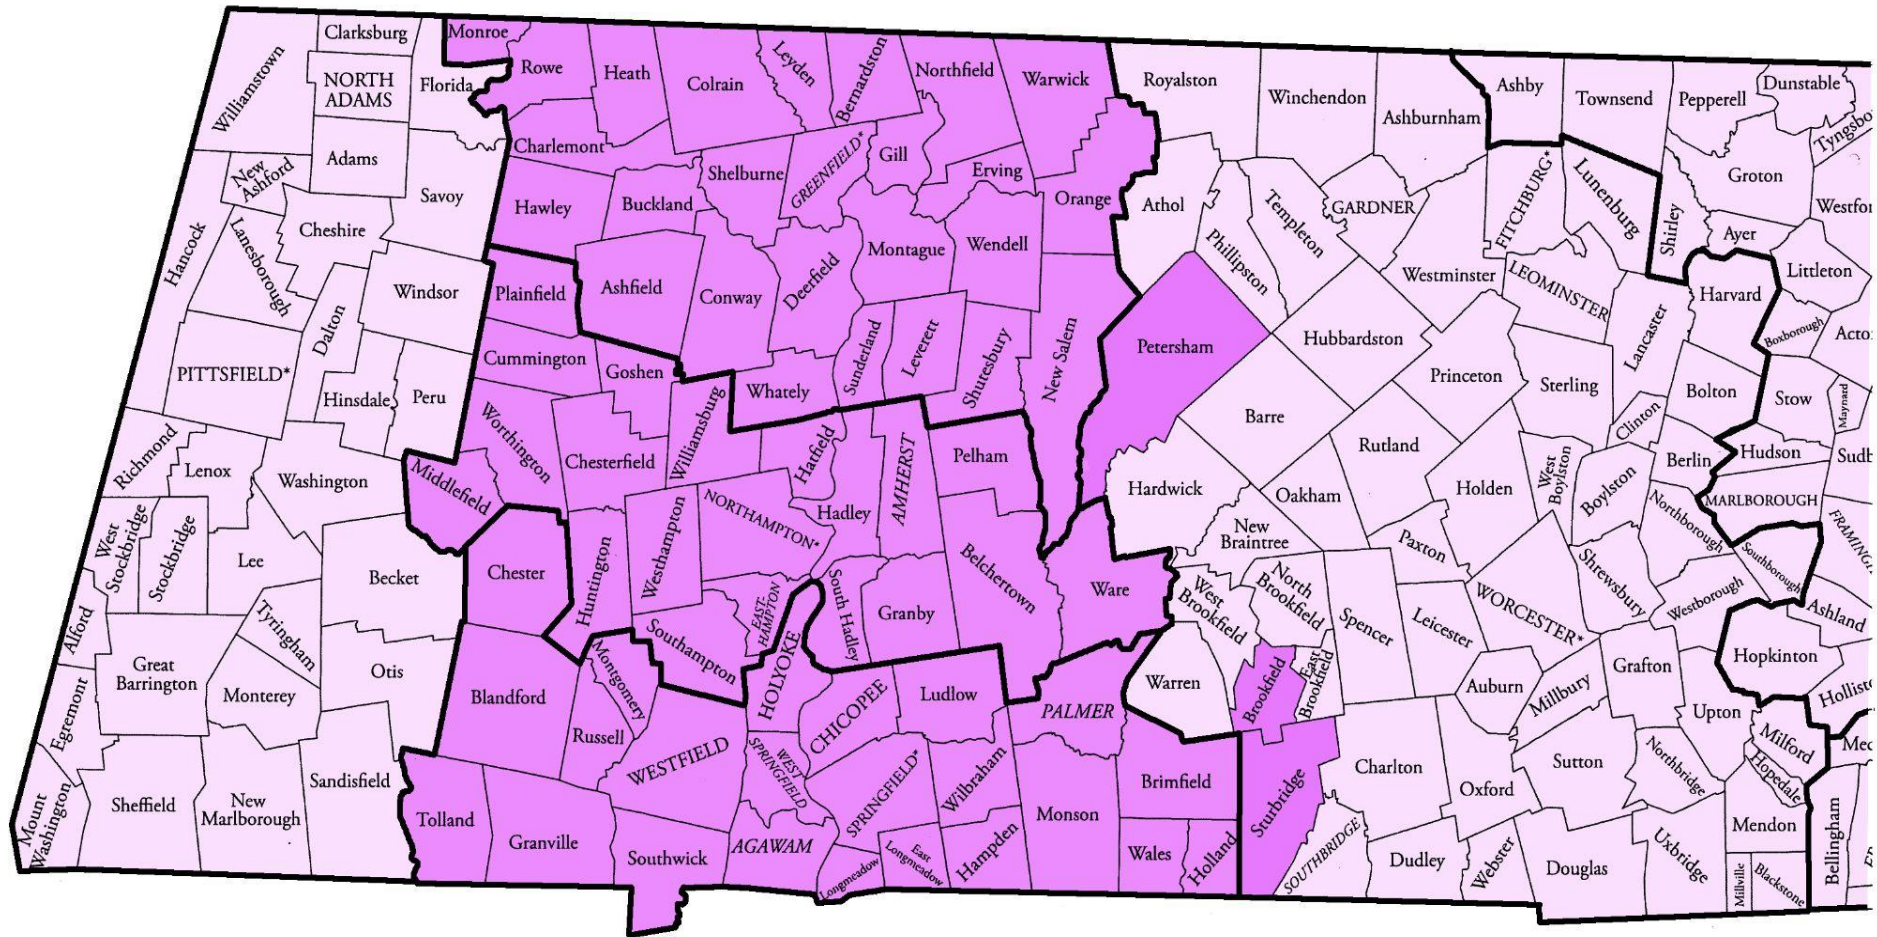 Clarksburg
Monroe
Williamstown
NORTH
ADAMS
Florida
Rowe
Heath
Colrain
Leyden
Bernardston
Northfield
Warwick
Royalston
Winchendon
Ashburnham
Ashby
Townsend
Pepperell
Dunstable
Tyngsbo
Adams
New
Ashford
Savoy
Charlemont
Hawley
Buckland
Shelburne
GREENFIELD*
Gill
Erving
Orange
Athol
Phillipston
Templeton
GARDNER
Westminster
FITCHBURG*
Lunenburg
Shirley
Groton
Ayer
Westfor
Littleton
Hancock
Lanesborough
Cheshire
Dalton
Windsor
Plainfield
Ashfield
Conway
Deerfield
Montague
Wendell
Petersham
Hubbardston
LEOMINSTER
Lancaster
Harvard
Boxborough
Acto
PITTSFIELD*
Hinsdale
Peru
Cummington
Goshen
Whately
Sunderland
Leverett
Shutesbury
New Salem
Barre
Princeton
Sterling
Clinton
Bolton
Stow
Maynard
Hudson
Sudb
Richmond
Lenox
Washington
Middlefield
Worthington
Chesterfield
Williamsburg
Hatfield
AMHERST
Pelham
Hardwick
Oakham
Rutland
Holden
West
Boylston
Boylston
Berlin
Northborough
MARLBOROUGH
FRAMINGH
West
Stockbridge
Stockbridge
Lee
Becket
Chester
Huntington
Westhampton
NORTHAMPTON*
Hadley
Belchertown
Ware
New
Braintree
Paxton
WORCESTER*
Shrewsbury
Southborough
Westborough
Ashland
Alford
Great
Barrington
Tyringham
Monterey
Otis
Blandford
Montgomery
Southampton
EAST-
HAMPTON
HOLYOKE
South Hadley
Granby
West
Brookfield
North
Brookfield
Spencer
Leicester
Auburn
Millbury
Grafton
Hopkinton
Hollist
Upton
Milford
Hopedale
Med
Egremont
Mount
Washington
Sheffield
New
Marlborough
Sandisfield
Tolland
Granville
Russell
WESTFIELD
Southwick
WEST
SPRINGFIELD
AGAWAM
CHICOPEE
Ludlow
SPRINGFIELD*
Wilbraham
Longmeadow
East
Longmeadow
Hampden
PALMER
Monson
Warren
Brimfield
Wales
Holland
Brookfield
East
Brookfield
Sturbridge
SOUTHBRIDGE
Charlton
Dudley
Oxford
Webster
Sutton
Douglas
Northbridge
Uxbridge
Mendon
Millville
Blackstone
Bellingham